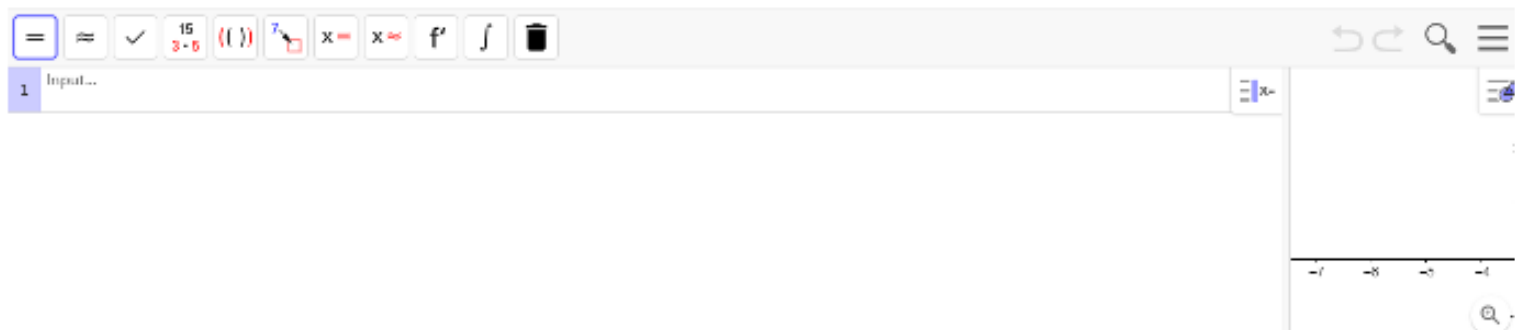 = ≈ ✓ 15 3·5 (( )) 7 x= x≈ f′ ∫
1 Input...
x=
-7 -6 -5 -4